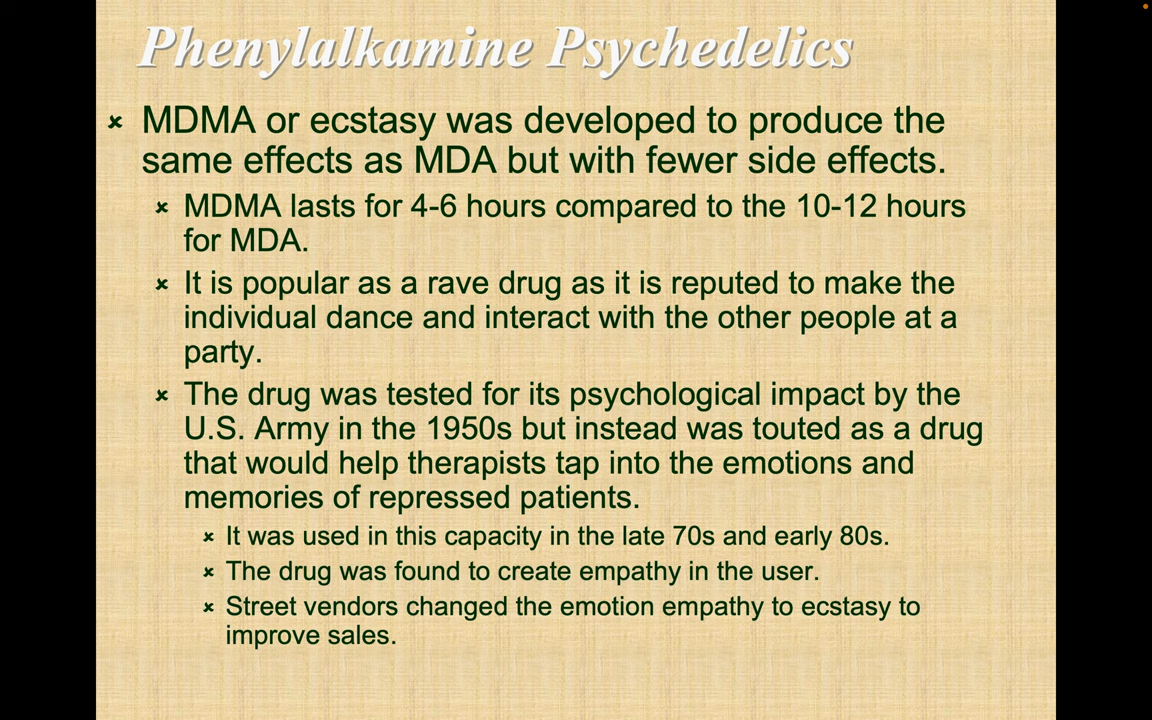 Phenylalkamine Psychedelics
× MDMA or ecstasy was developed to produce the
same effects as MDA but with fewer side effects.
× MDMA lasts for 4-6 hours compared to the 10-12 hours
for MDA.
× It is popular as a rave drug as it is reputed to make the
individual dance and interact with the other people at a
party.
× The drug was tested for its psychological impact by the
U.S. Army in the 1950s but instead was touted as a drug
that would help therapists tap into the emotions and
memories of repressed patients.
× It was used in this capacity in the late 70s and early 80s.
× The drug was found to create empathy in the user.
× Street vendors changed the emotion empathy to ecstasy to
improve sales.